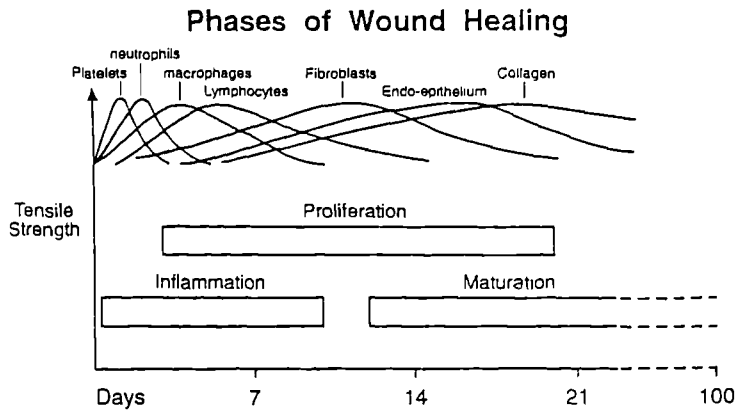 Phases of Wound Healing
neutrophils
Platelets macrophages Fibroblasts Collagen
Lymphocytes Endo-epithelium
Tensile
Strength
Proliferation
Inflammation Maturation
Days 7 14 21 100